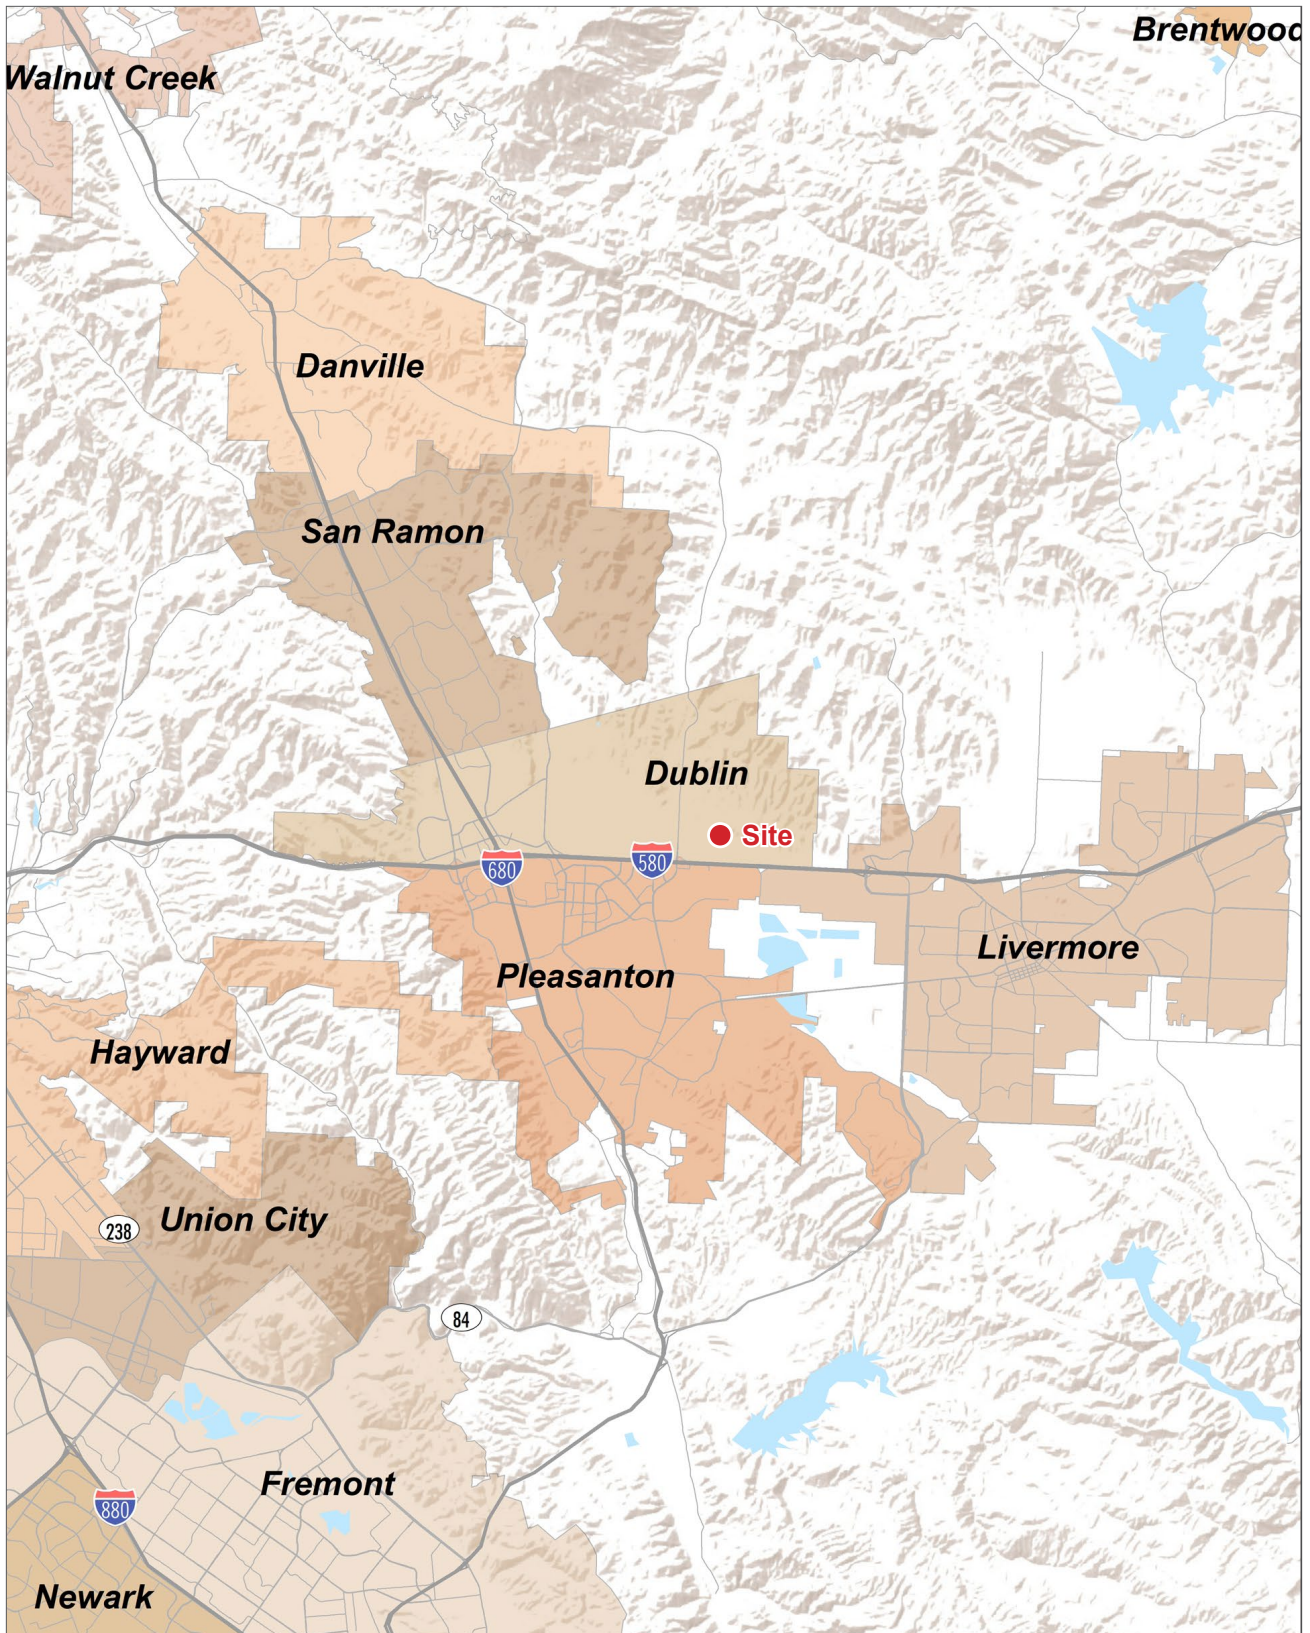 Brentwood
Walnut Creek
Danville
San Ramon
Dublin
Site
680
580
Livermore
Pleasanton
Hayward
Union City
238
84
Fremont
880
Newark